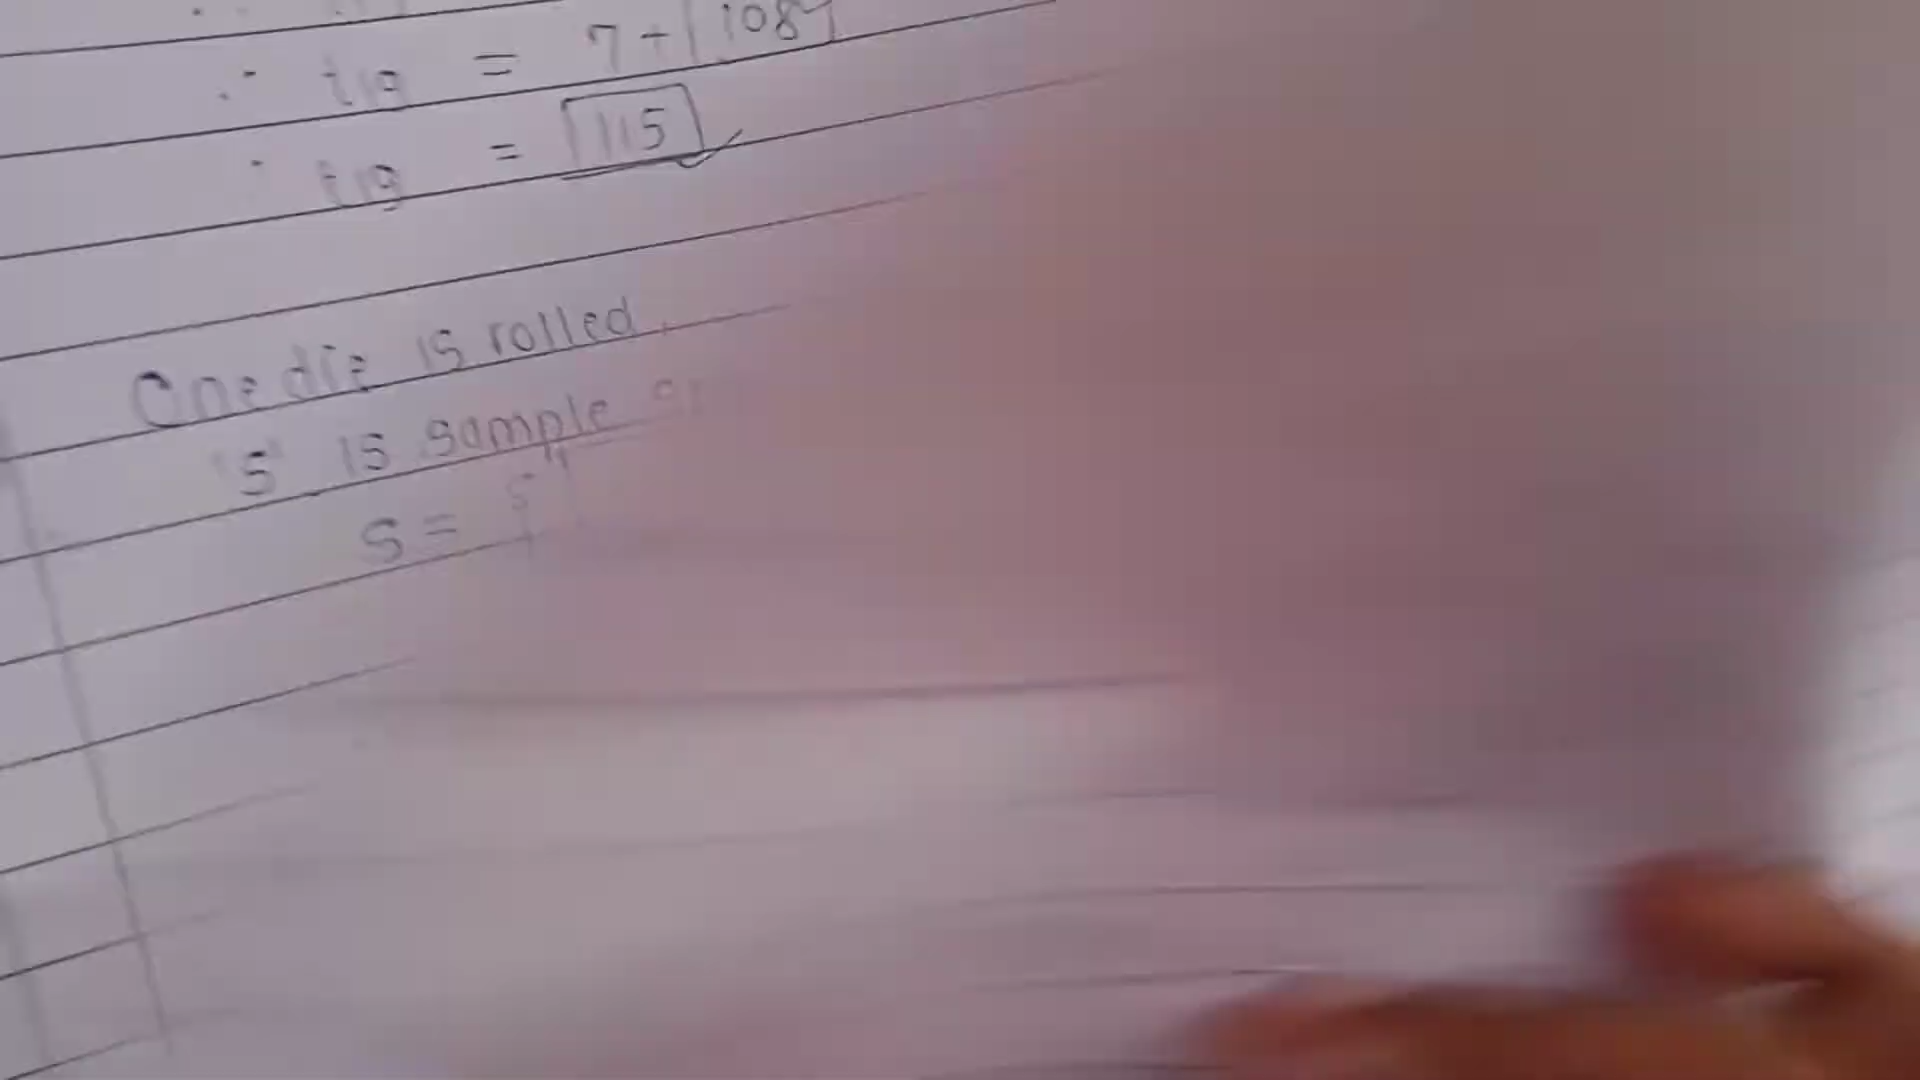 ∴ t19 = 7 + 108
∴ t19 = 115
One die is rolled.
'S' is sample
S = {